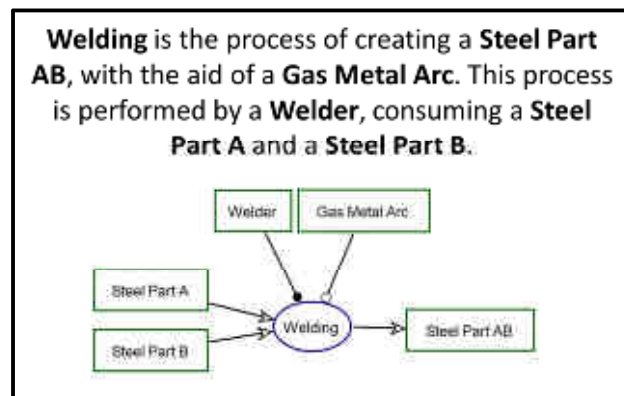 Welding is the process of creating a Steel Part
AB, with the aid of a Gas Metal Arc. This process
is performed by a Welder, consuming a Steel
Part A and a Steel Part B.
Welder
Gas Metal Arc
Steel Part A
Welding
Steel Part AB
Steel Part B